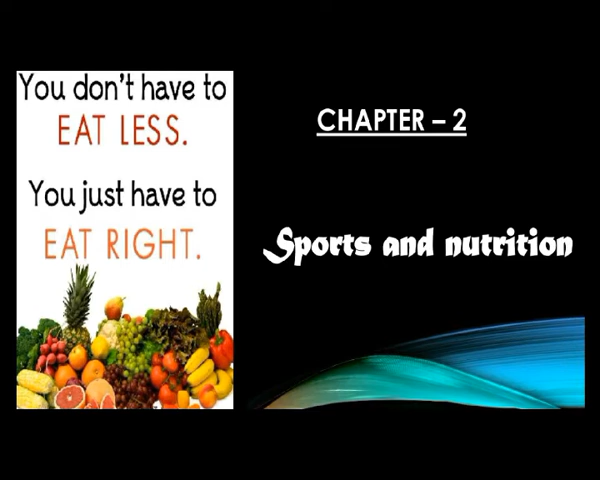 You don't have to
EAT LESS.
You just have to
EAT RIGHT.
CHAPTER – 2
Sports and nutrition